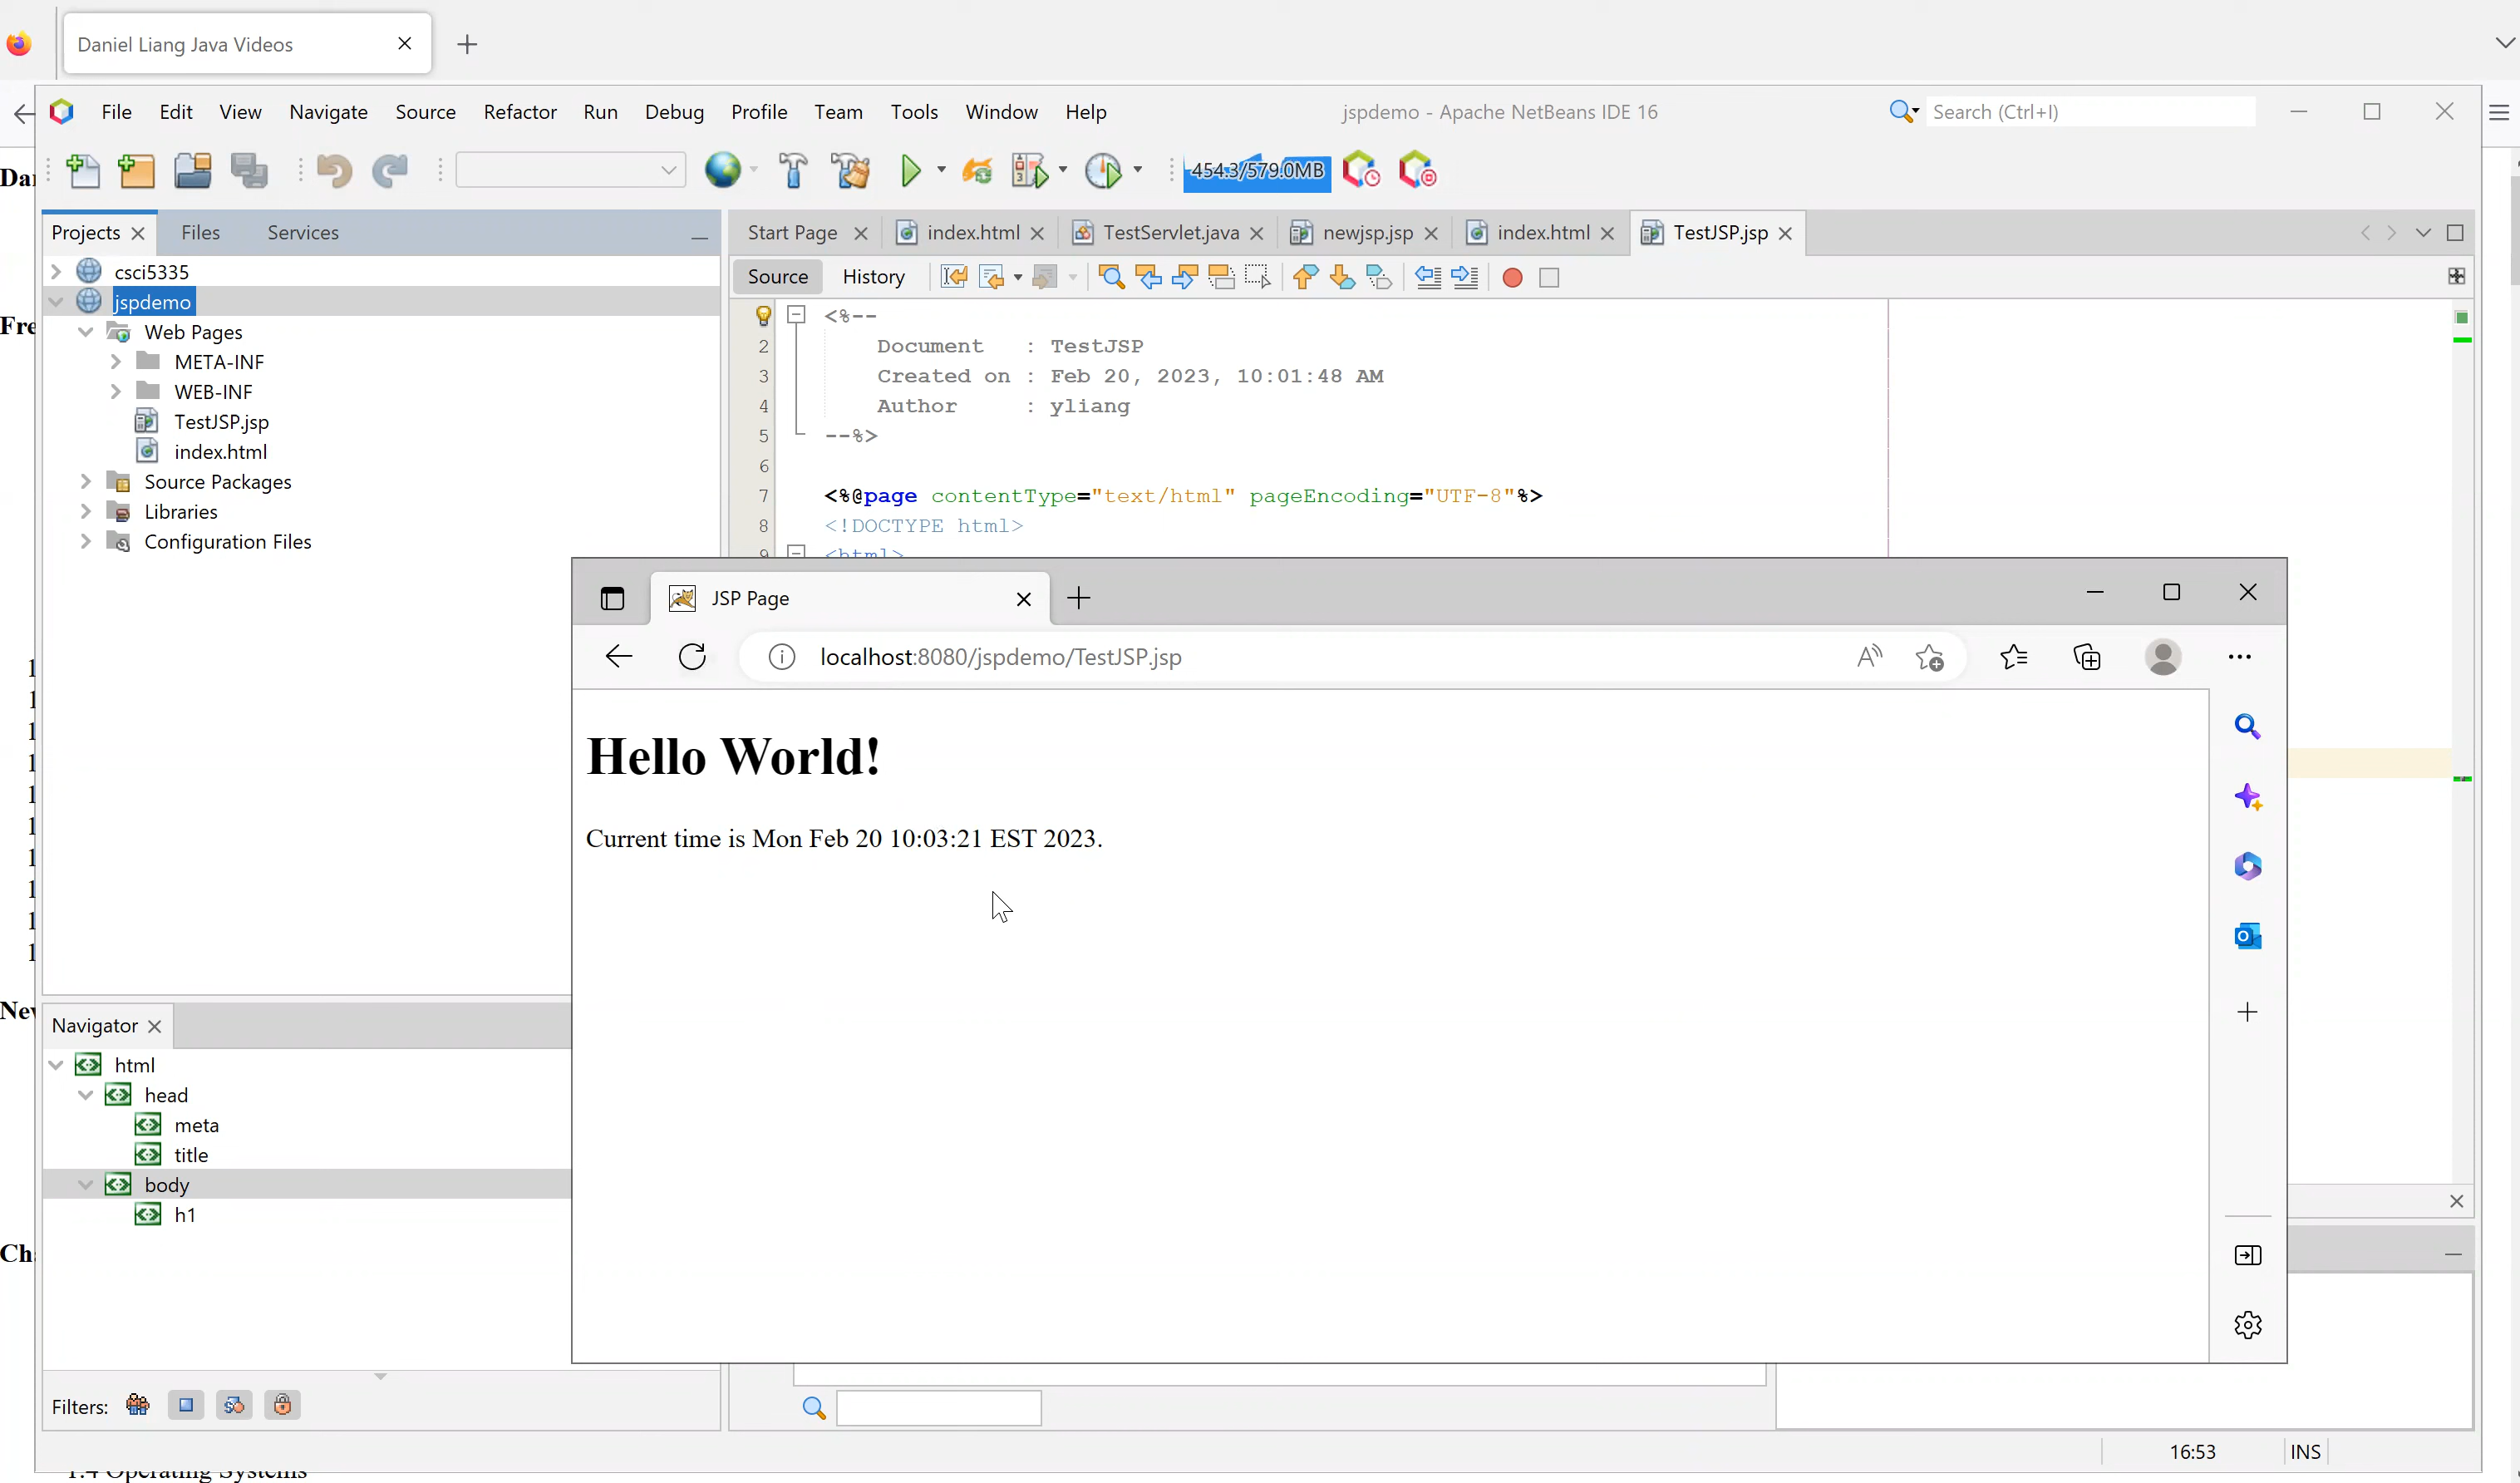 Daniel Liang Java Videos
File Edit View Navigate Source Refactor Run Debug Profile Team Tools Window Help
jspdemo - Apache NetBeans IDE 16
Search (Ctrl+I)
454.3/579.0MB
Projects Files Services
csci5335
jspdemo
Web Pages
META-INF
WEB-INF
TestJSP.jsp
index.html
Source Packages
Libraries
Configuration Files
Start Page index.html TestServlet.java newjsp.jsp index.html TestJSP.jsp
Source History
<%--
2 Document : TestJSP
3 Created on : Feb 20, 2023, 10:01:48 AM
4 Author : yliang
5 --%>
6
7 <%@page contentType="text/html" pageEncoding="UTF-8"%>
8 <!DOCTYPE html>
9 <html>
JSP Page
localhost:8080/jspdemo/TestJSP.jsp
Hello World!
Current time is Mon Feb 20 10:03:21 EST 2023.
Navigator
html
head
meta
title
body
h1
Filters:
16:53 INS
1.4 Operating Systems